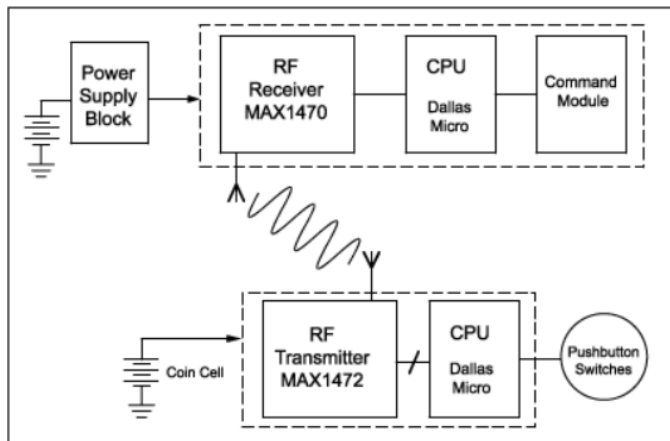 Power
Supply
Block
RF
Receiver
MAX1470
CPU
Dallas
Micro
Command
Module
Coin Cell
RF
Transmitter
MAX1472
CPU
Dallas
Micro
Pushbutton
Switches